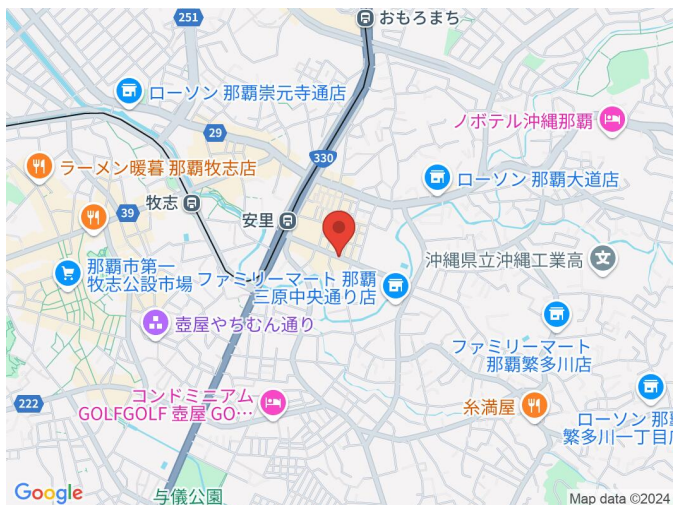 251
おもろまち
ローソン 那覇崇元寺通店
ノボテル沖縄那覇
29
330
ラーメン暖暮 那覇牧志店
ローソン 那覇大道店
牧志
39
安里
那覇市第一
牧志公設市場
ファミリーマート 那覇
三原中央通り店
沖縄県立沖縄工業高
壺屋やちむん通り
ファミリーマート
那覇繁多川店
コンドミニアム
GOLFGOLF 壺屋 GO…
222
糸満屋
ローソン 那覇
繁多川一丁目店
与儀公園
Google
Map data ©2024